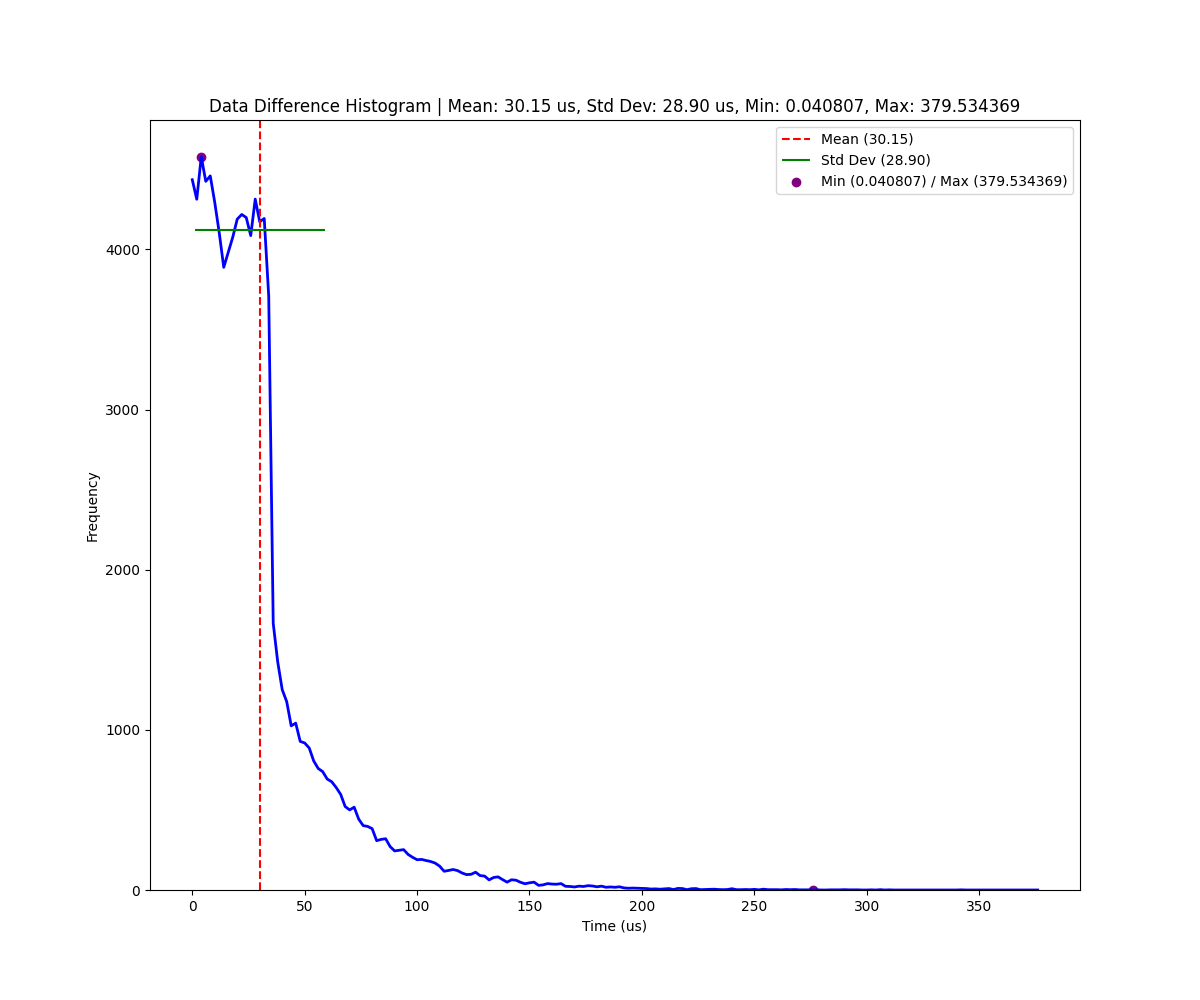 Data Difference Histogram | Mean: 30.15 us, Std Dev: 28.90 us, Min: 0.040807, Max: 379.534369
Mean (30.15)
Std Dev (28.90)
Min (0.040807) / Max (379.534369)
Frequency
4000
3000
2000
1000
0
0 50 100 150 200 250 300 350
Time (us)